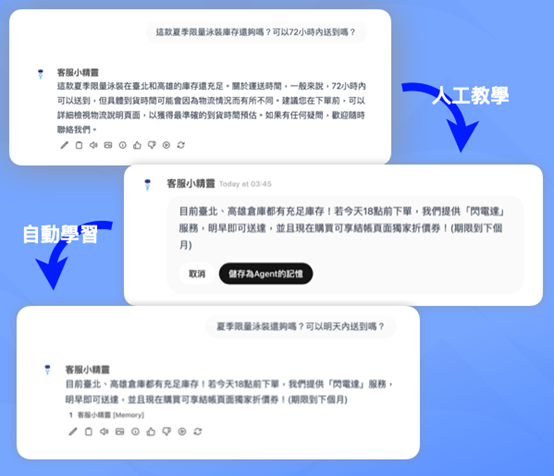 這款夏季限量泳裝庫存還夠嗎？可以72小時內送到嗎？
客服小精靈
這款夏季限量泳裝在臺北和高雄的庫存還充足。關於運送時間，一般來說，72小時內
可以送到，但具體到貨時間可能會因為物流情況而有所不同。建議您在下單前，可以
詳細檢視物流說明頁面，以獲得最準確的到貨時間預估。如果有任何疑問，歡迎隨時
聯絡我們。
人工教學
客服小精靈 Today at 03:45
目前臺北、高雄倉庫都有充足庫存！若今天18點前下單，我們提供「閃電達」
服務，明早即可送達，並且現在購買可享結帳頁面獨家折價券！(期限到下個
月)
取消 儲存為Agent的記憶
自動學習
夏季限量泳裝還夠嗎？可以明天內送到嗎？
客服小精靈
目前臺北、高雄倉庫都有充足庫存！若今天18點前下單，我們提供「閃電達」服務，
明早即可送達，並且現在購買可享結帳頁面獨家折價券！(期限到下個月)
1 客服小精靈 [Memory]